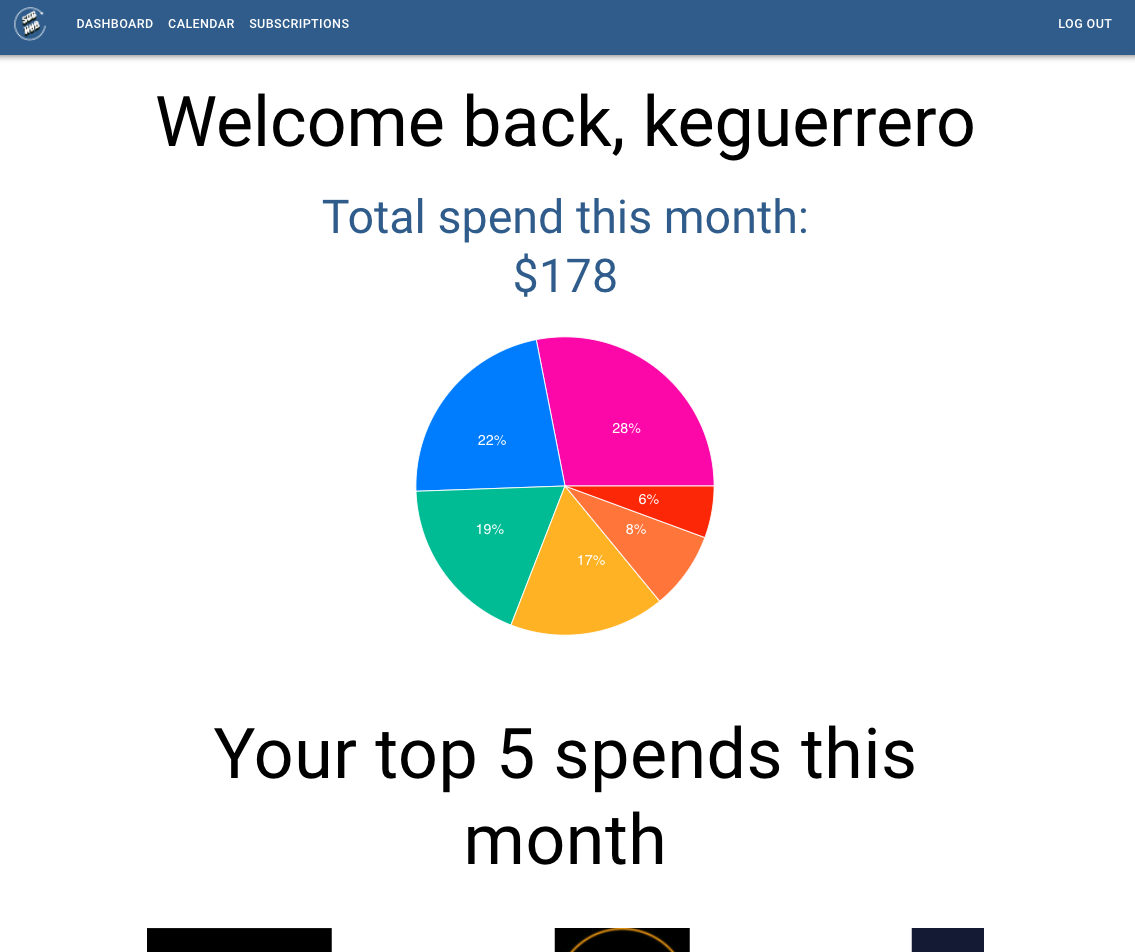 SUB
HUB
DASHBOARD CALENDAR SUBSCRIPTIONS LOG OUT
Welcome back, keguerrero
Total spend this month:
$178
28%
22%
6%
8%
19%
17%
Your top 5 spends this
month